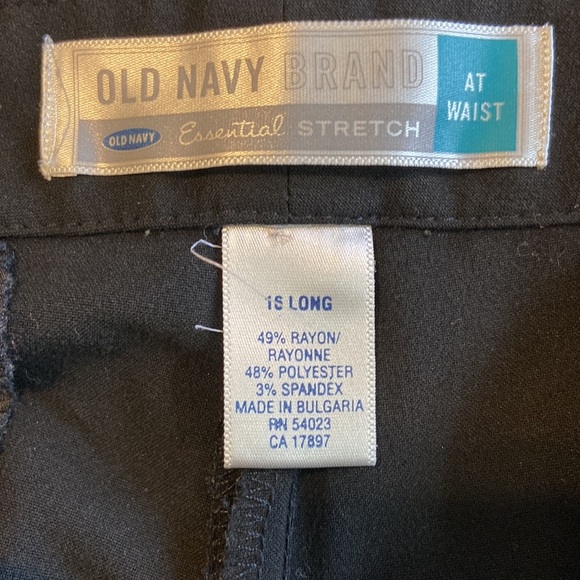 OLD NAVY BRAND
OLD NAVY Essential STRETCH
AT
WAIST
LONG
49% RAYON/
RAYONNE
48% POLYESTER
3% SPANDEX
MADE IN BULGARIA
RN 54023
CA 17897